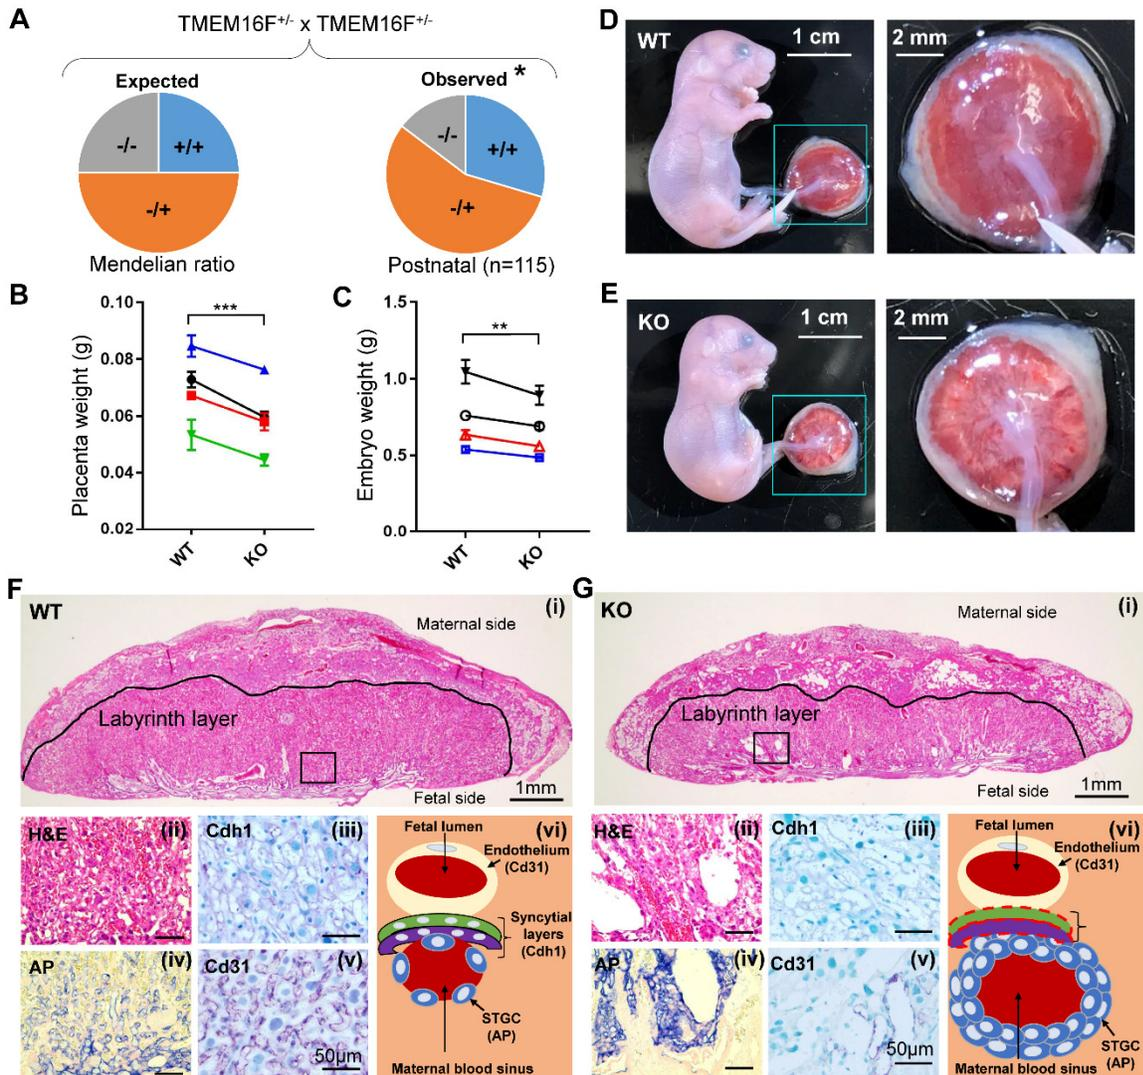 A
TMEM16F+/- x TMEM16F+/-
Expected
-/-
+/+
-/+
Mendelian ratio
Observed *
-/-
+/+
-/+
Postnatal (n=115)
B
Placenta weight (g)
0.10
0.08
0.06
0.04
0.02
***
WT
KO
C
Embryo weight (g)
1.5
1.0
0.5
0.0
**
WT
KO
D
WT
1 cm
2 mm
E
KO
1 cm
2 mm
F
WT
(i)
Maternal side
Labyrinth layer
Fetal side
1mm
H&E
(ii)
Cdh1
(iii)
AP
(iv)
Cd31
(v)
50µm
(vi)
Fetal lumen
Endothelium
(Cd31)
Syncytial
layers
(Cdh1)
STGC
(AP)
Maternal blood sinus
G
KO
(i)
Maternal side
Labyrinth layer
Fetal side
1mm
H&E
(ii)
Cdh1
(iii)
AP
(iv)
Cd31
(v)
50µm
(vi)
Fetal lumen
Endothelium
(Cd31)
STGC
(AP)
Maternal blood sinus